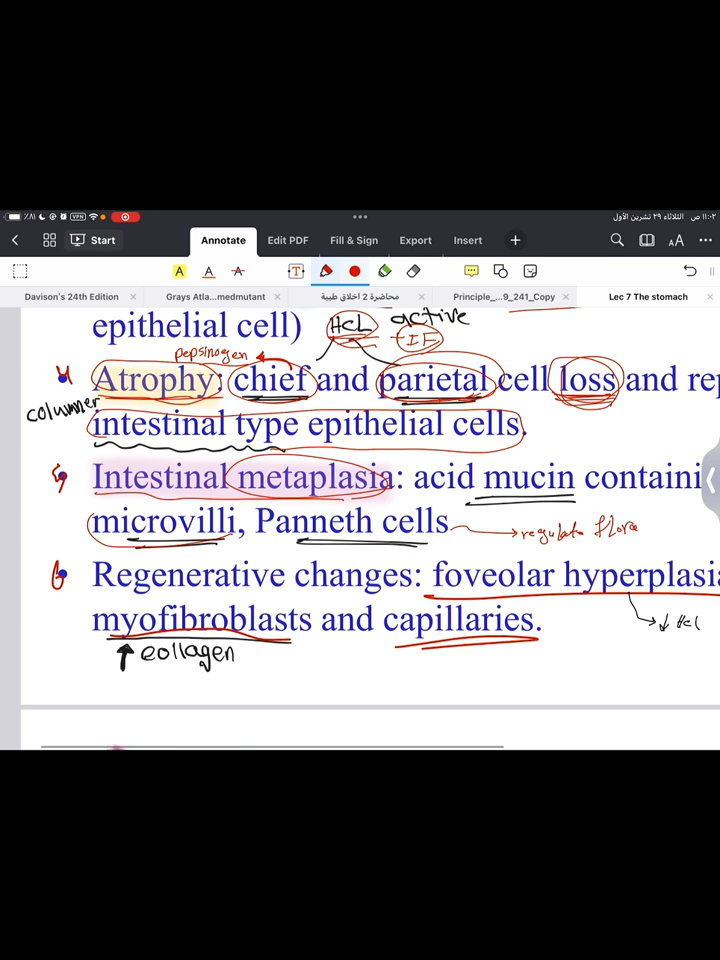 ٪٨١ VPN
١١:٠٢ ص الثلاثاء ٢٩ تشرين الأول
Start Annotate Edit PDF Fill & Sign Export Insert
Davison's 24th Edition Grays Atla...medmutant محاضرة 2 اخلاق طبية Principle_...9_241_Copy Lec 7 The stomach
epithelial cell) HCL active
IF
pepsinogen
4 Atrophy: chief and parietal cell loss and rep
columner
intestinal type epithelial cells.
5 Intestinal metaplasia: acid mucin containi
microvilli, Panneth cells → regulate flora
6 Regenerative changes: foveolar hyperplasia
myofibroblasts and capillaries. ↓ Hcl
↑ collagen